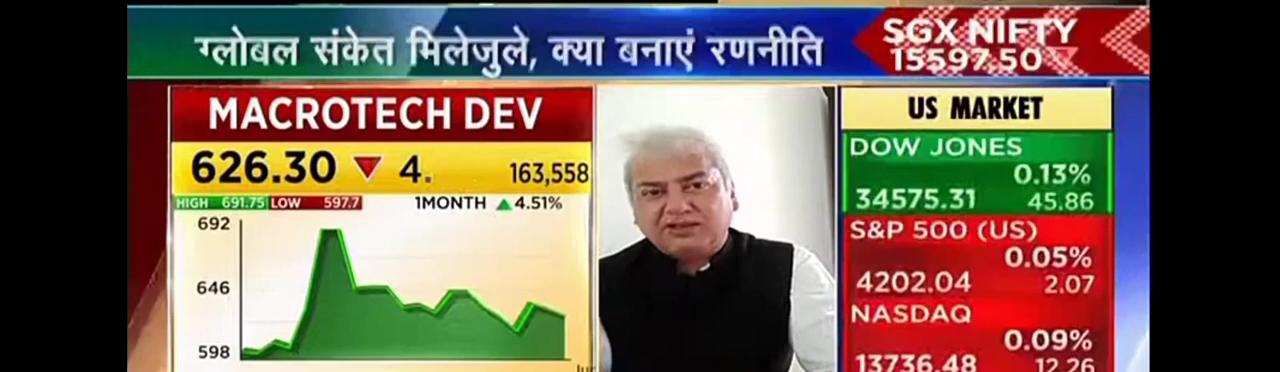 ग्लोबल संकेत मिलेजुले, क्या बनाएं रणनीति
SGX NIFTY
15597.50
MACROTECH DEV
626.30 ▼ 4. 163,558
HIGH 691.75 LOW 597.7 1MONTH ▲ 4.51%
692
646
598
US MARKET
DOW JONES
0.13%
34575.31 45.86
S&P 500 (US)
0.05%
4202.04 2.07
NASDAQ
0.09%
13736.48 12.26